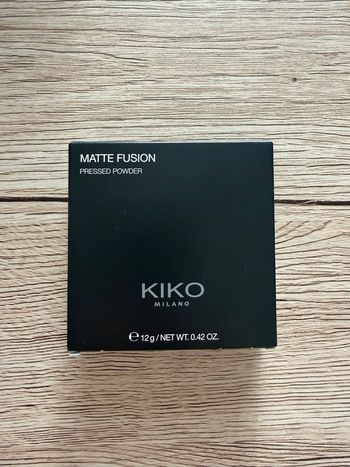 MATTE FUSION
PRESSED POWDER
KIKO
MILANO
℮ 12 g / NET WT. 0.42 OZ.